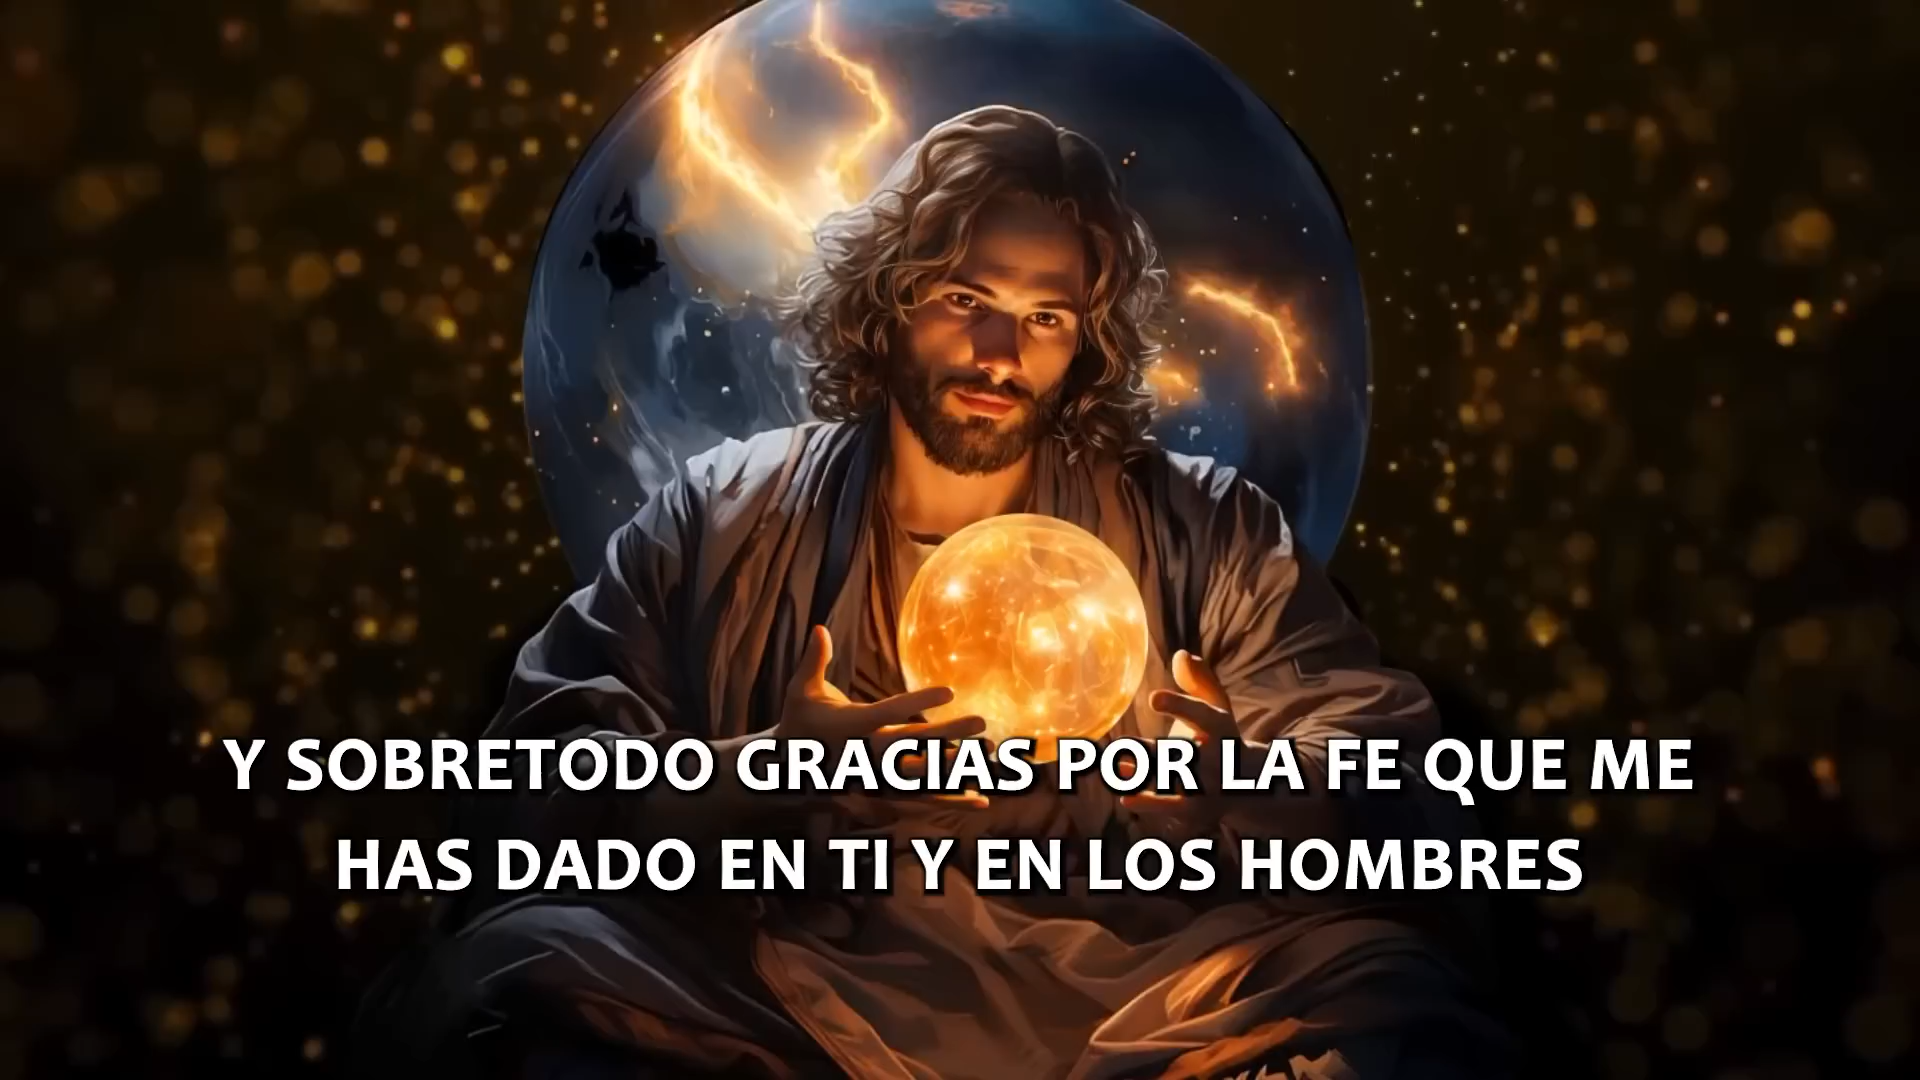 Y SOBRETODO GRACIAS POR LA FE QUE ME
HAS DADO EN TI Y EN LOS HOMBRES